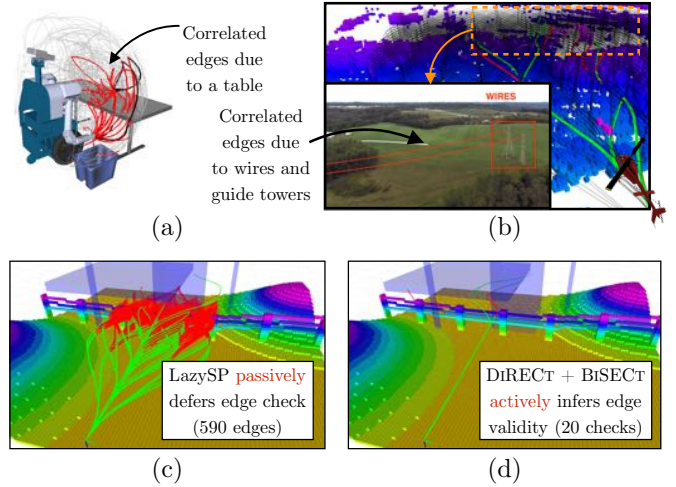 Correlated
edges due
to a table
WIRES
Correlated
edges due
to wires and
guide towers
(a)
(b)
LazySP passively
defers edge check
(590 edges)
DIRECT + BISECT
actively infers edge
validity (20 checks)
(c)
(d)